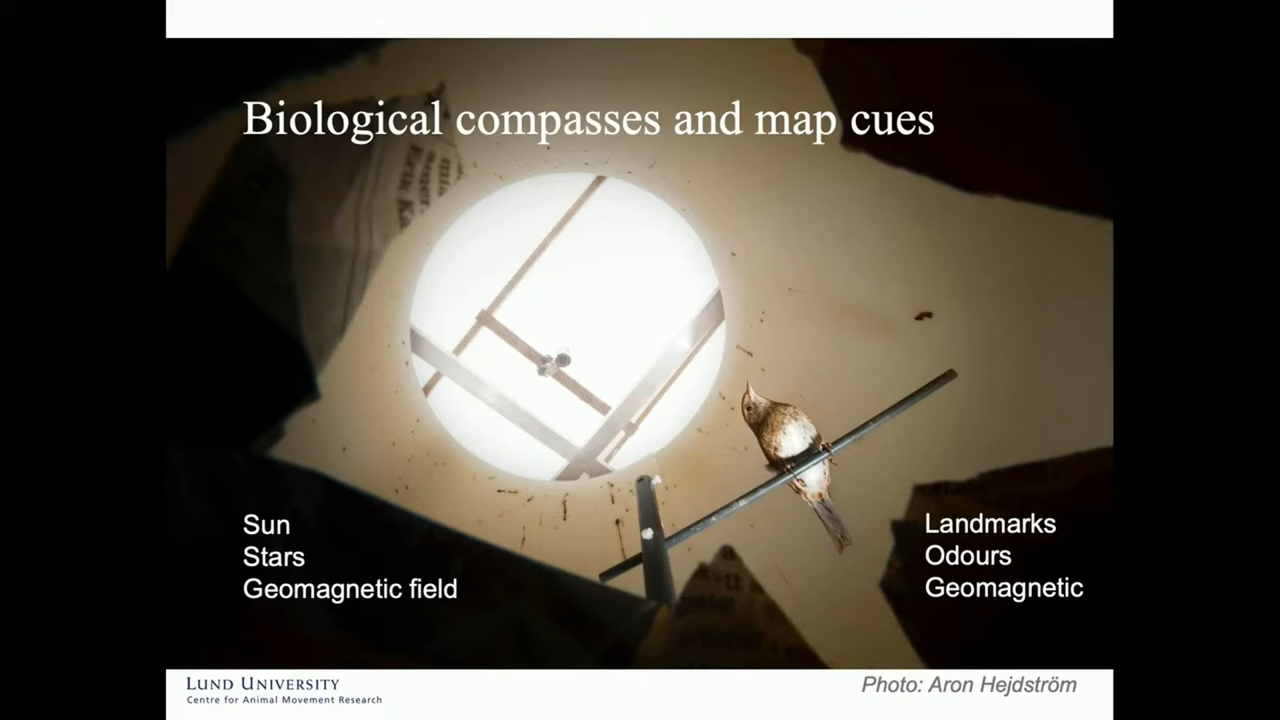 Biological compasses and map cues
Sun
Stars
Geomagnetic field
Landmarks
Odours
Geomagnetic
LUND UNIVERSITY
Centre for Animal Movement Research
Photo: Aron Hejdström